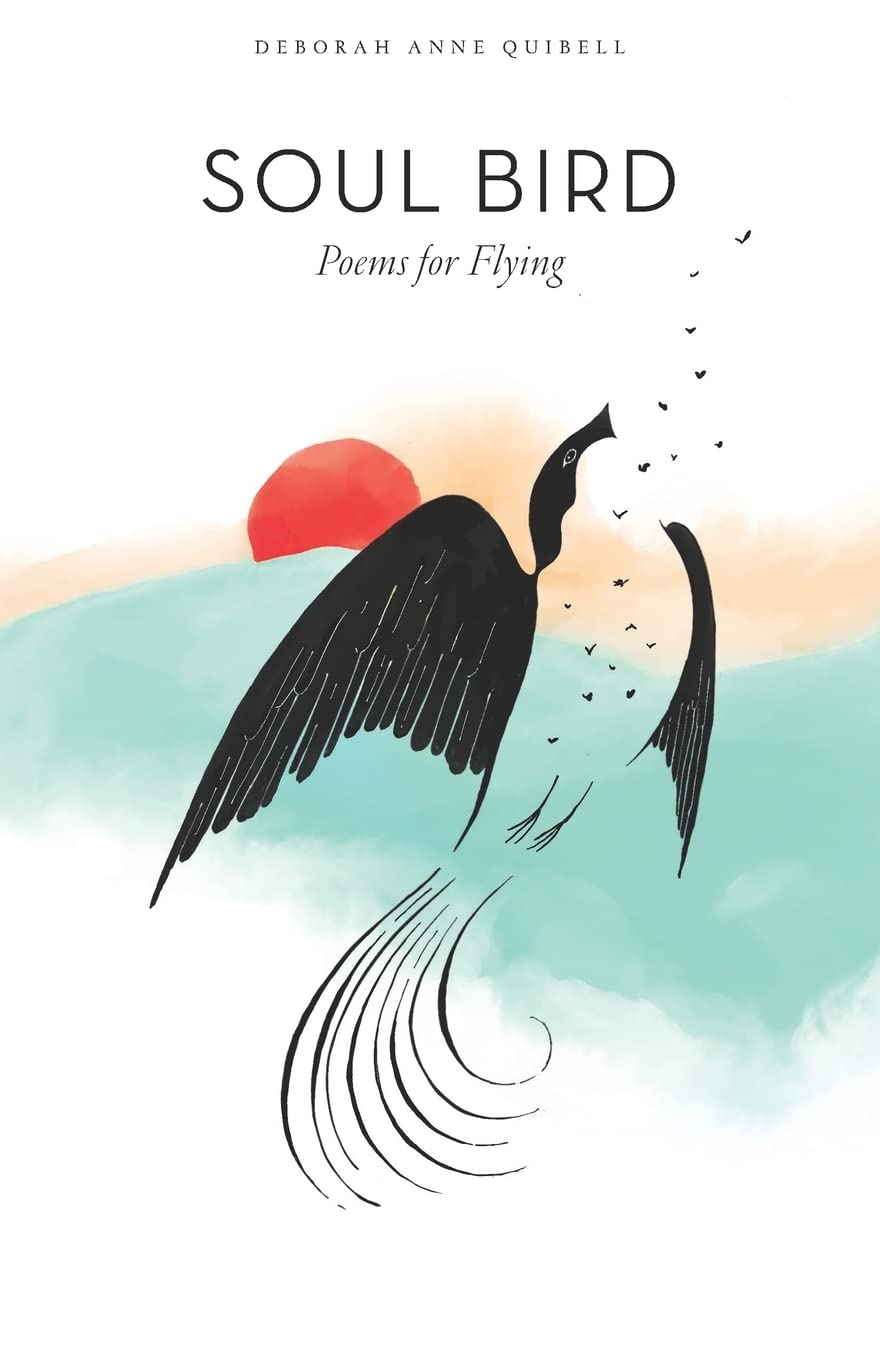 DEBORAH ANNE QUIBELL
SOUL BIRD
Poems for Flying